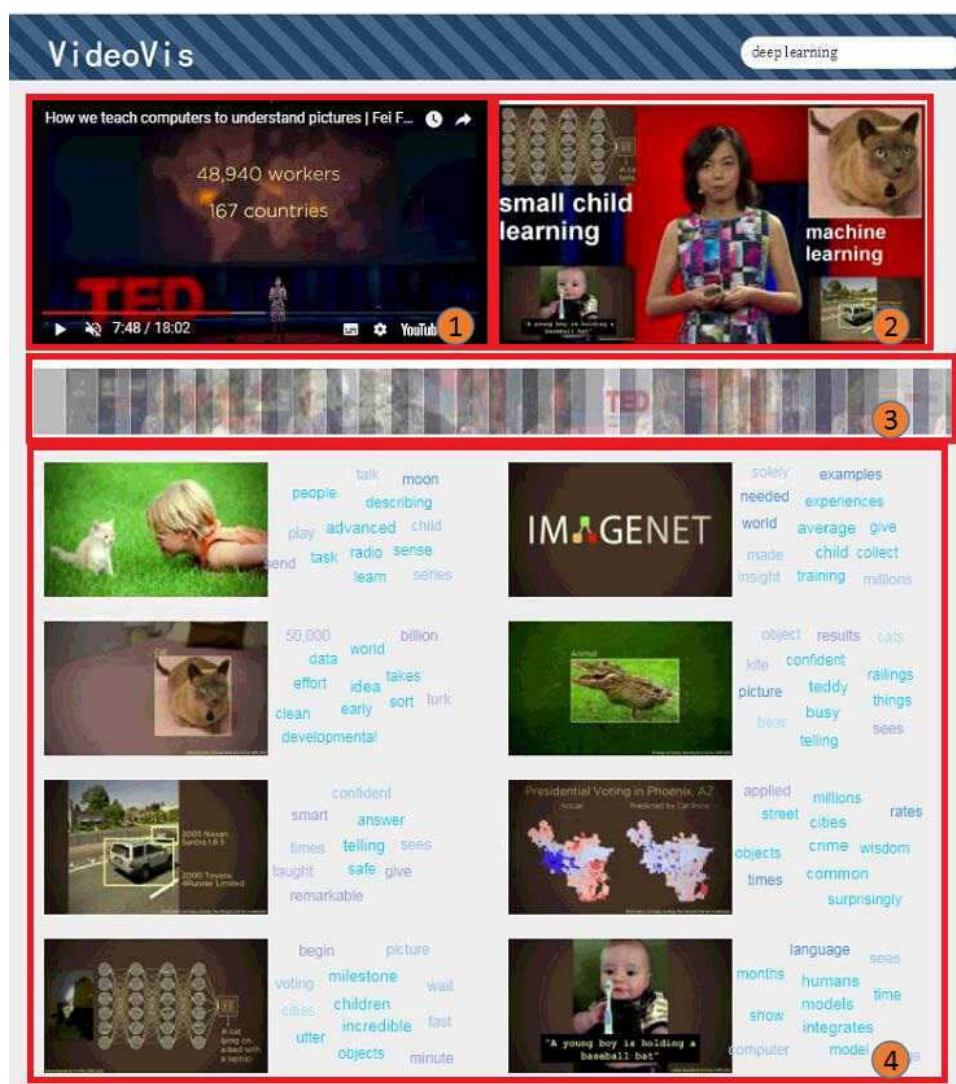 VideoVis
deep learning
How we teach computers to understand pictures | Fei F...
48,940 workers
167 countries
TED
7:48 / 18:02
YouTub
1
small child
learning
machine
learning
"A young boy is holding a
baseball bat"
2
TED
3
talk moon
people
describing
play advanced child
send task radio sense
learn series
IMAGENET
solely examples
needed experiences
world average give
made child collect
insight training millions
Cat
50,000 billion
data world
effort idea takes
clean early sort turk
developmental
Animal
object results cats
kite confident
railings
picture teddy things
bear busy sees
telling
2005 Nissan
Sentra 1.8 S
2000 Toyota
4Runner Limited
confident
smart answer
times telling sees
taught safe give
remarkable
Presidential Voting in Phoenix, AZ
Actual
applied millions
street cities rates
objects crime wisdom
times common
surprisingly
A cat
lying on
a bed with
a laptop.
begin picture
voting milestone wait
cities children
utter incredible fast
objects minute
"A young boy is holding a
baseball bat"
language sees
months humans
models time
show integrates
computer model
4